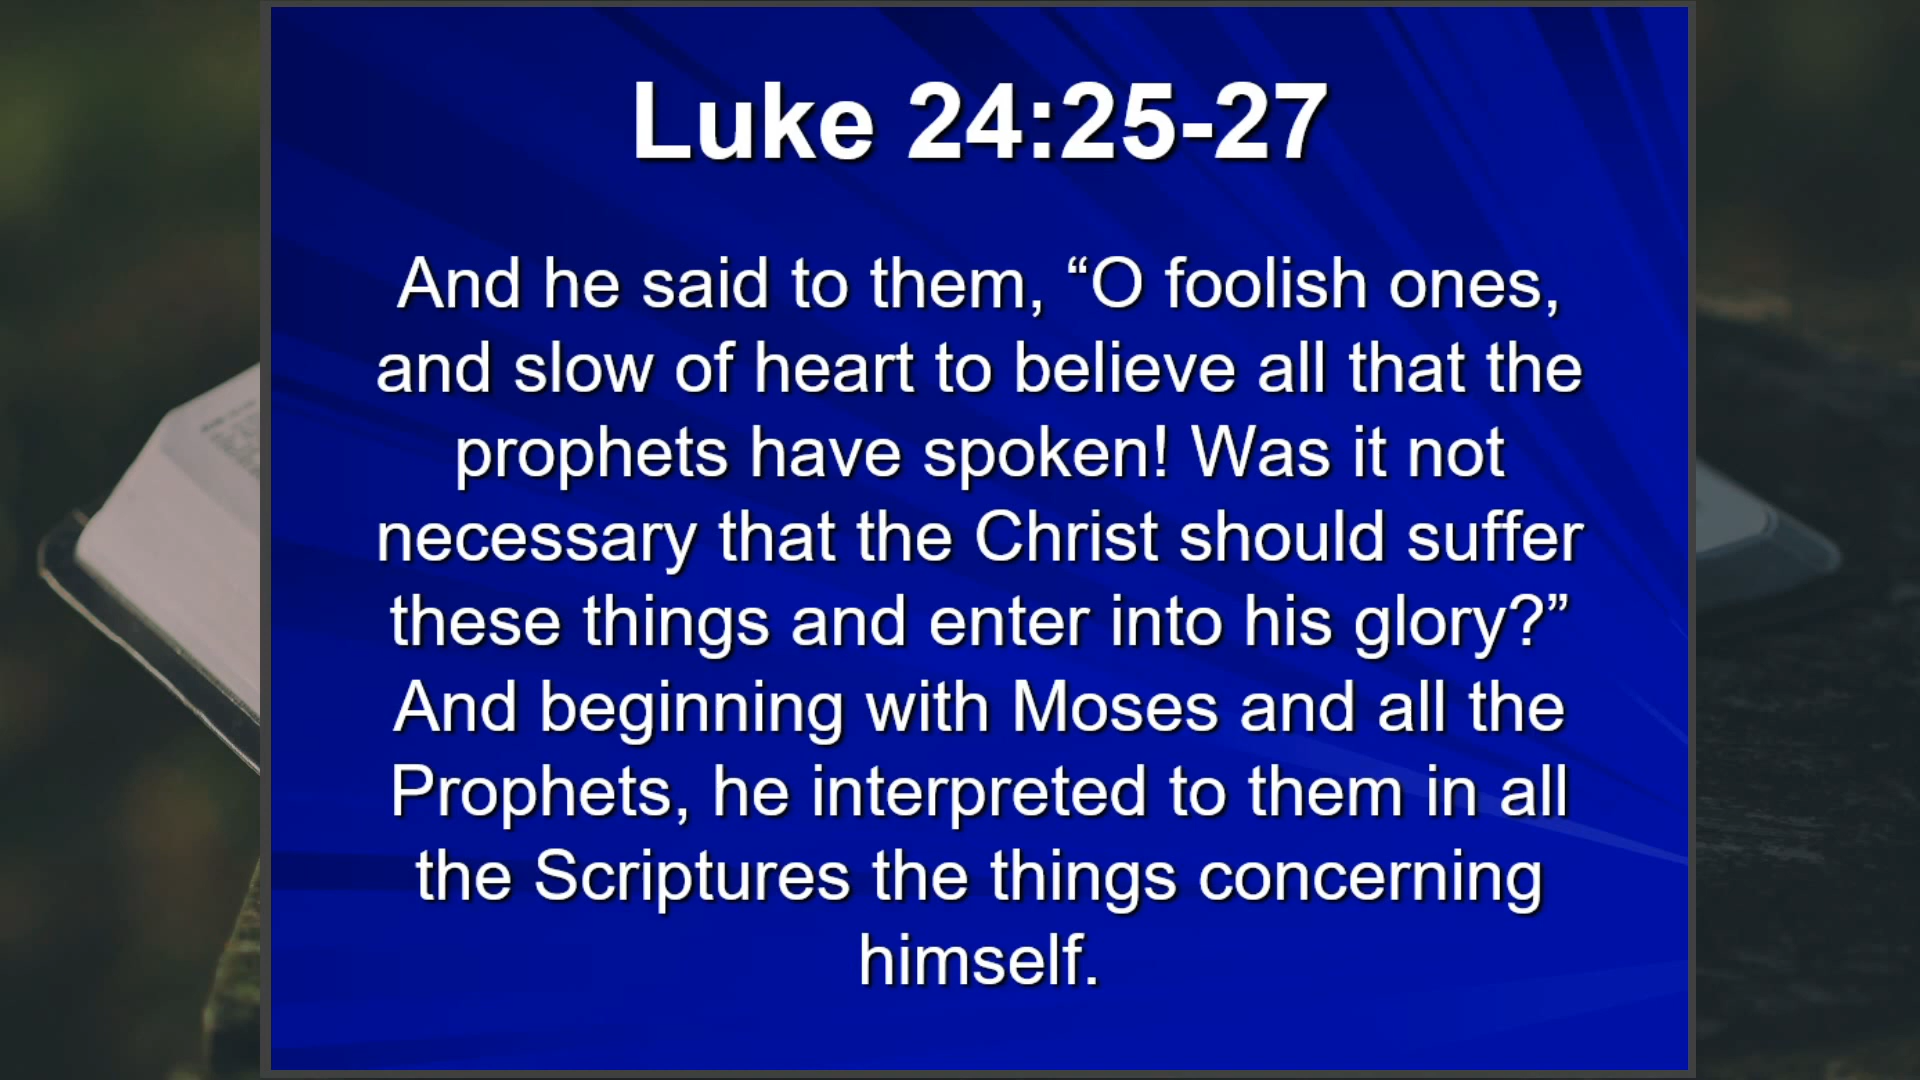 Luke 24:25-27
And he said to them, “O foolish ones,
and slow of heart to believe all that the
prophets have spoken! Was it not
necessary that the Christ should suffer
these things and enter into his glory?”
And beginning with Moses and all the
Prophets, he interpreted to them in all
the Scriptures the things concerning
himself.